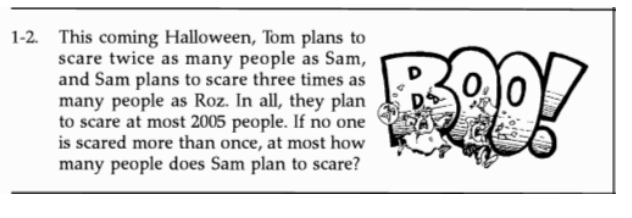 1-2. This coming Halloween, Tom plans to
scare twice as many people as Sam,
and Sam plans to scare three times as
many people as Roz. In all, they plan
to scare at most 2005 people. If no one
is scared more than once, at most how
many people does Sam plan to scare?
BOO!